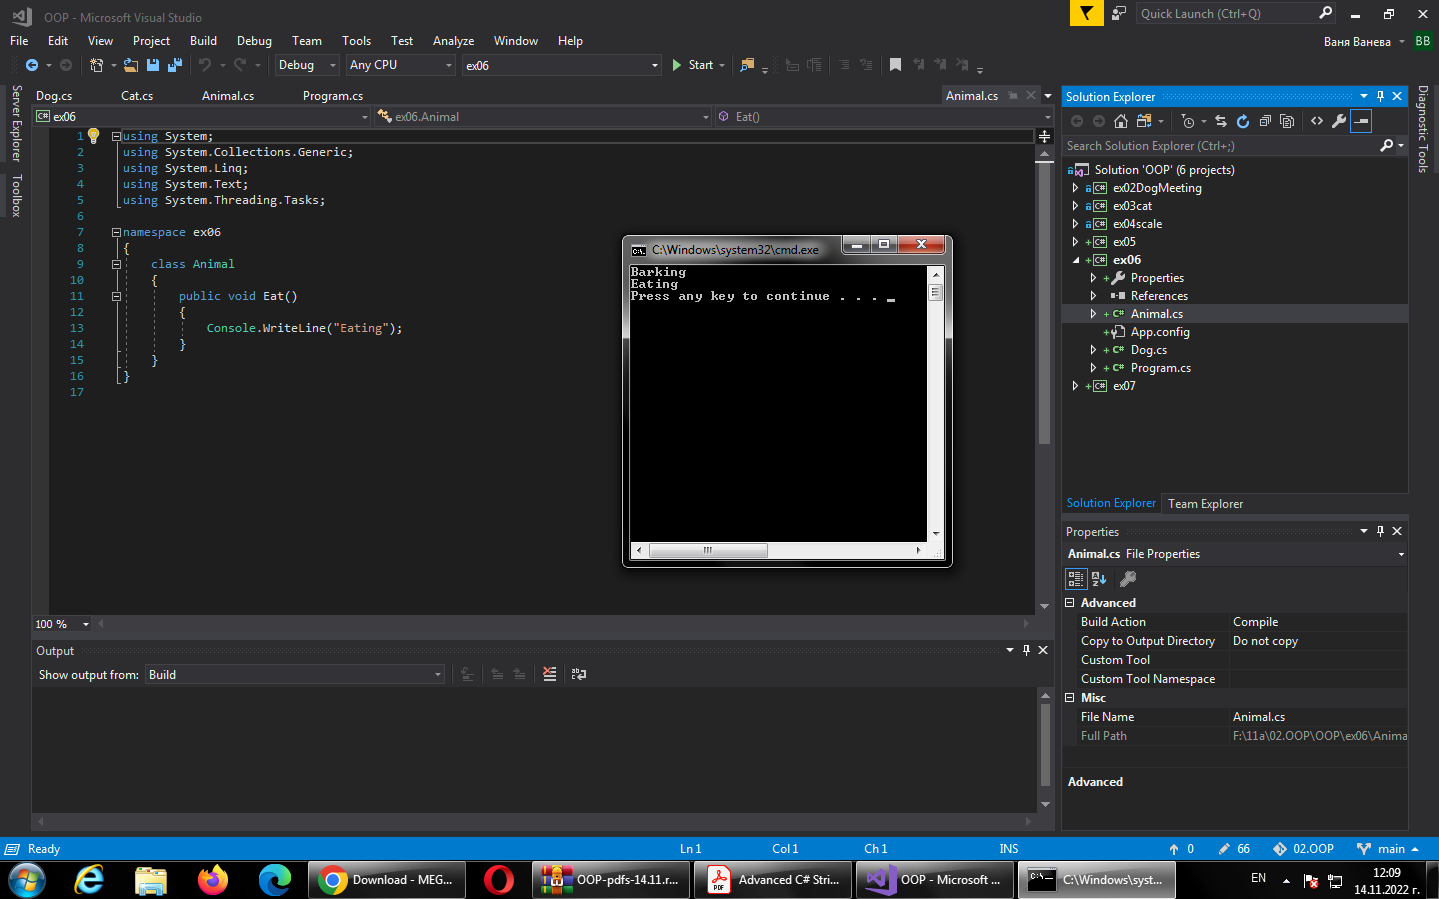 OOP - Microsoft Visual Studio
Quick Launch (Ctrl+Q)
File Edit View Project Build Debug Team Tools Test Analyze Window Help
Ваня Ванева
ВВ
Debug Any CPU ex06 Start
Server Explorer
Toolbox
Dog.cs Cat.cs Animal.cs Program.cs Animal.cs
C# ex06 ex06.Animal Eat()
1 using System;
2 using System.Collections.Generic;
3 using System.Linq;
4 using System.Text;
5 using System.Threading.Tasks;
6
7 namespace ex06
8 {
9 class Animal
10 {
11 public void Eat()
12 {
13 Console.WriteLine("Eating");
14 }
15 }
16 }
17
100 %
C:\Windows\system32\cmd.exe
Barking
Eating
Press any key to continue . . . _
Output
Show output from: Build
Solution Explorer
Search Solution Explorer (Ctrl+;)
Solution 'OOP' (6 projects)
C# ex02DogMeeting
C# ex03cat
C# ex04scale
C# ex05
C# ex06
Properties
References
C# Animal.cs
App.config
C# Dog.cs
C# Program.cs
C# ex07
Solution Explorer Team Explorer
Properties
Animal.cs File Properties
Advanced
Build Action Compile
Copy to Output Directory Do not copy
Custom Tool
Custom Tool Namespace
Misc
File Name Animal.cs
Full Path F:\11a\02.OOP\OOP\ex06\Anima
Advanced
Diagnostic Tools
Ready Ln 1 Col 1 Ch 1 INS 0 66 02.OOP main
Download - MEG... OOP-pdfs-14.11.r... PDF Advanced C# Stri... OOP - Microsoft ... C:\Windows\syst... EN
12:09
14.11.2022 г.